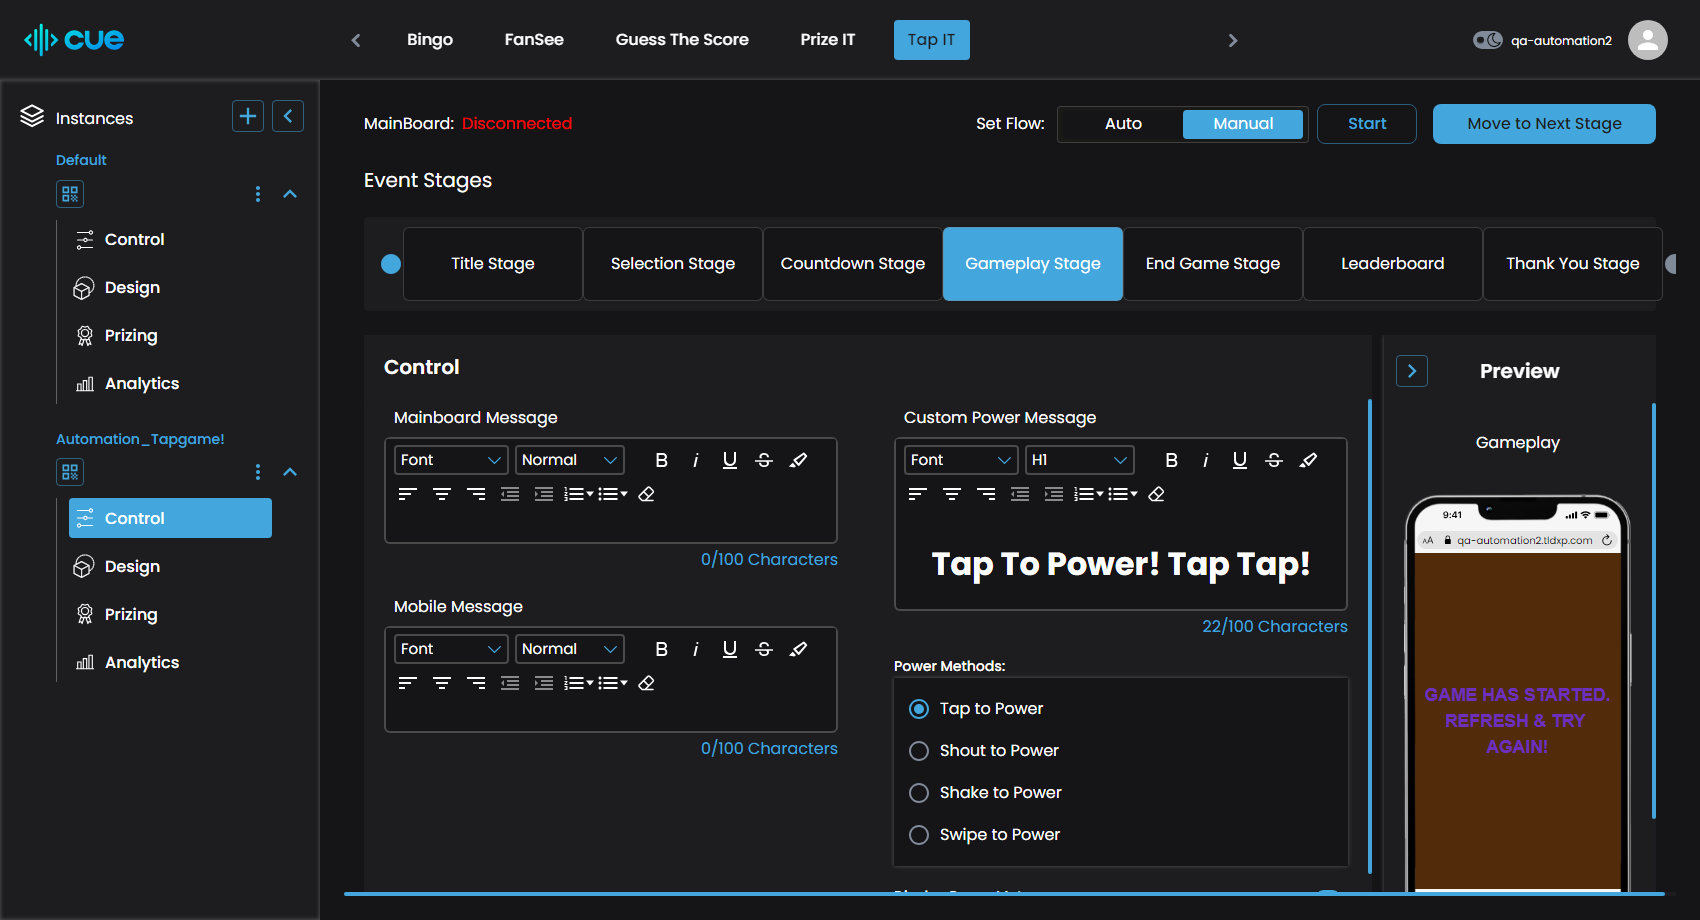 cue
Bingo
FanSee
Guess The Score
Prize IT
Tap IT
qa-automation2
Instances
Default
Control
Design
Prizing
Analytics
Automation_Tapgame!
Control
Design
Prizing
Analytics
MainBoard: Disconnected
Set Flow:
Auto
Manual
Start
Move to Next Stage
Event Stages
Title Stage
Selection Stage
Countdown Stage
Gameplay Stage
End Game Stage
Leaderboard
Thank You Stage
Control
Mainboard Message
Font
Normal
B
i
U
S
0/100 Characters
Mobile Message
Font
Normal
B
i
U
S
0/100 Characters
Custom Power Message
Font
H1
B
i
U
S
Tap To Power! Tap Tap!
22/100 Characters
Power Methods:
Tap to Power
Shout to Power
Shake to Power
Swipe to Power
Preview
Gameplay
9:41
AA
qa-automation2.tldxp.com
GAME HAS STARTED.
REFRESH & TRY
AGAIN!